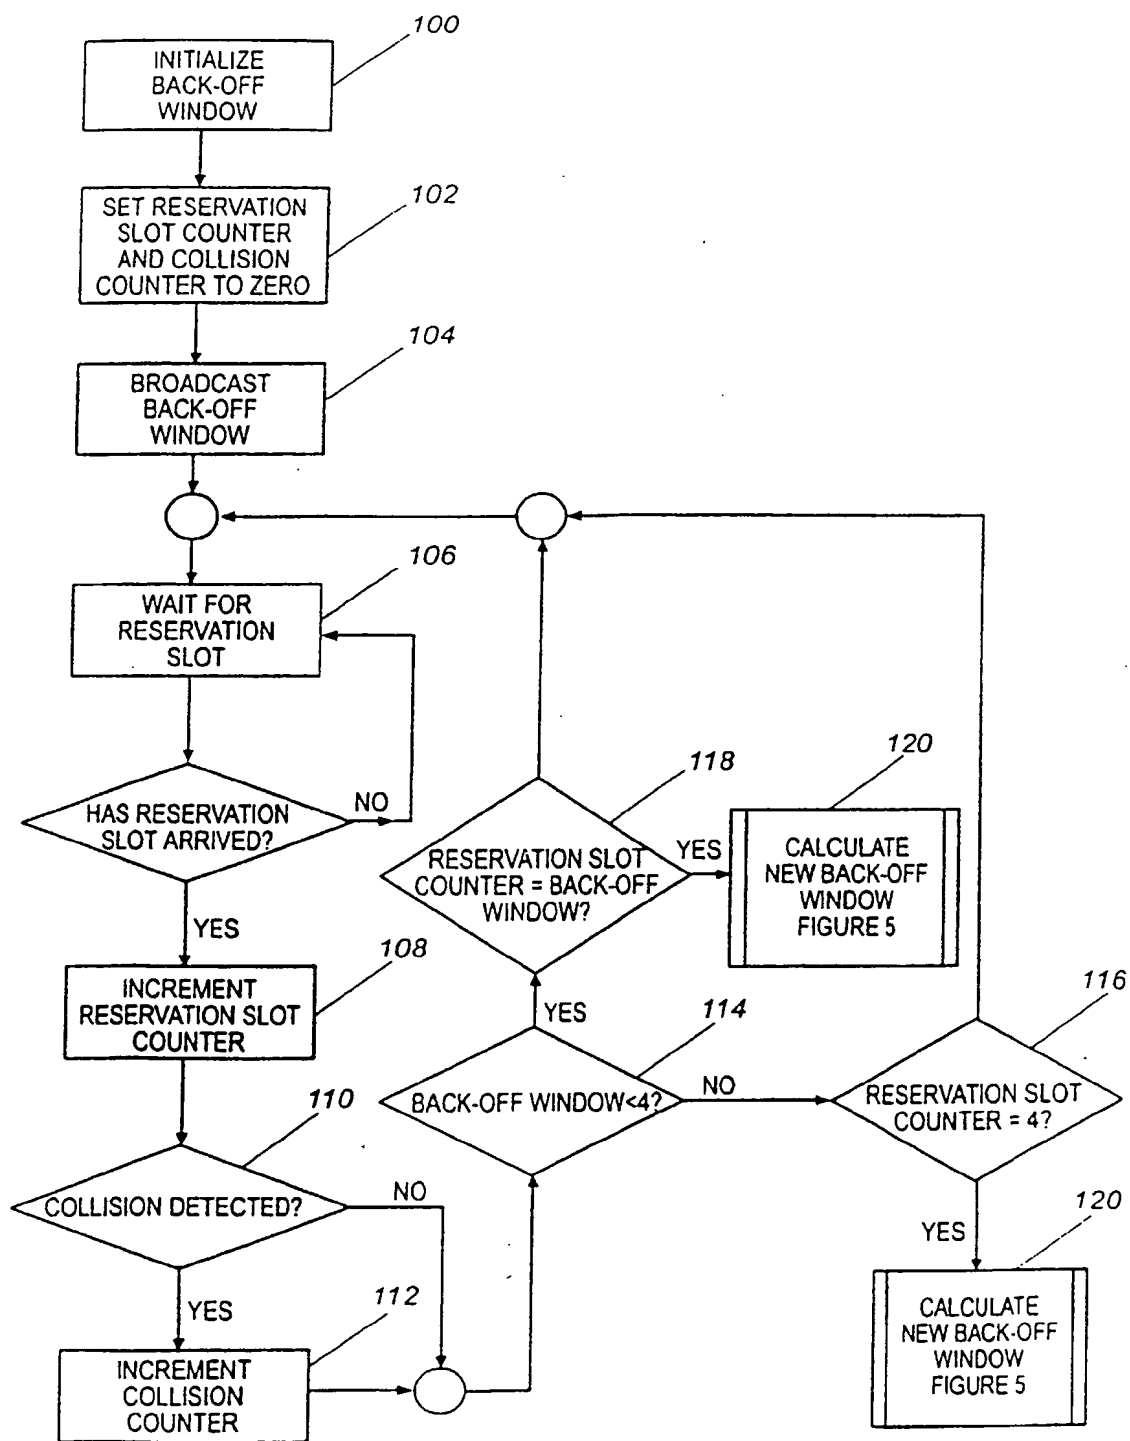 100
INITIALIZE
BACK-OFF
WINDOW
102
SET RESERVATION
SLOT COUNTER
AND COLLISION
COUNTER TO ZERO
104
BROADCAST
BACK-OFF
WINDOW
106
WAIT FOR
RESERVATION
SLOT
HAS RESERVATION
SLOT ARRIVED?
NO
YES
108
INCREMENT
RESERVATION SLOT
COUNTER
110
COLLISION DETECTED?
NO
YES
112
INCREMENT
COLLISION
COUNTER
114
BACK-OFF WINDOW<4?
YES
NO
118
RESERVATION SLOT
COUNTER = BACK-OFF
WINDOW?
YES
120
CALCULATE
NEW BACK-OFF
WINDOW
FIGURE 5
116
RESERVATION SLOT
COUNTER = 4?
YES
120
CALCULATE
NEW BACK-OFF
WINDOW
FIGURE 5